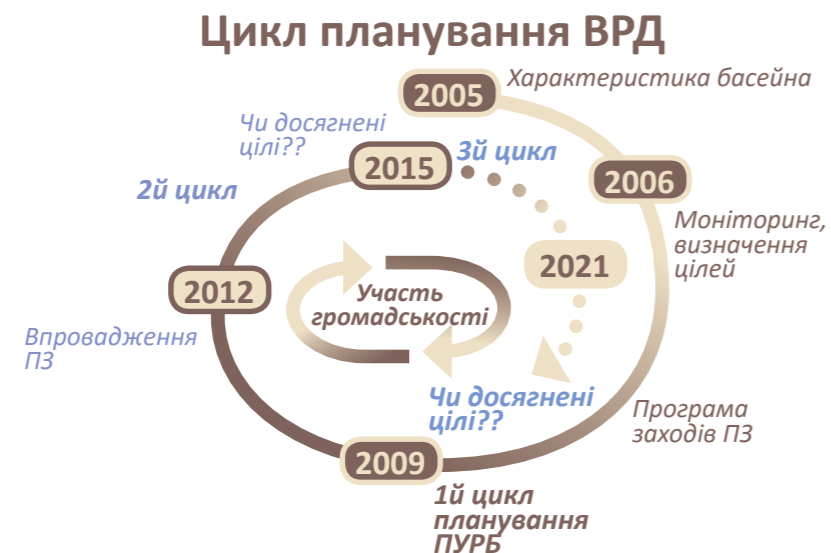 Цикл планування ВРД
2005
Характеристика басейна
2006
Моніторинг,
визначення
цілей
Програма
заходів ПЗ
2009
1й цикл
планування
ПУРБ
2012
Впровадження
ПЗ
2й цикл
Чи досягнені
цілі??
2015
3й цикл
2021
Чи досягнені
цілі??
Участь
громадськості